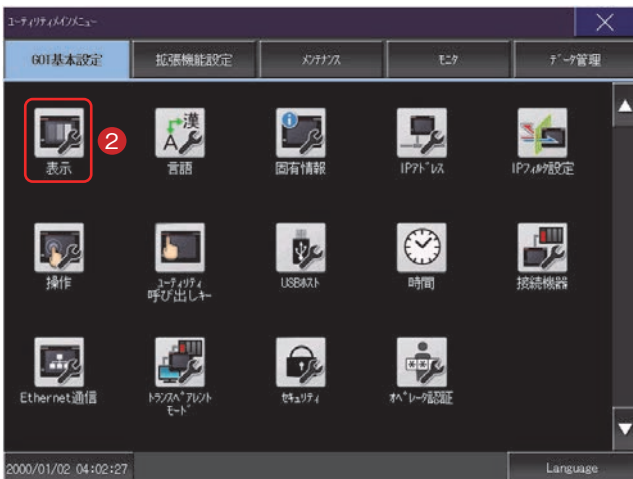 ﾕｰﾃｨﾘﾃｨﾒｲﾝﾒﾆｭｰ
GOT基本設定 拡張機能設定 ﾒﾝﾃﾅﾝｽ ﾓﾆﾀ ﾃﾞｰﾀ管理
2
表示 言語 固有情報 IPｱﾄﾞﾚｽ IPﾌｨﾙﾀ設定
操作 ﾕｰﾃｨﾘﾃｨ USBﾎｽﾄ 時間 接続機器
呼び出しｷｰ
Ethernet通信 ﾄﾗﾝｽﾍﾟｱﾚﾝﾄ ｾｷｭﾘﾃｨ ｵﾍﾟﾚｰﾀ認証
ﾓｰﾄﾞ
2000/01/02 04:02:27 Language